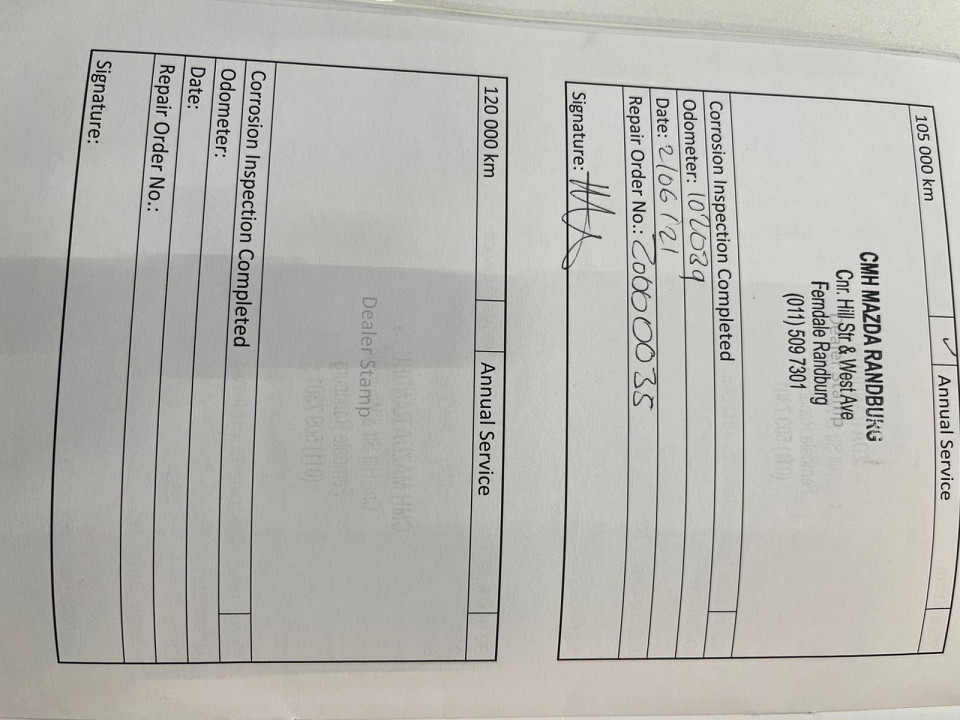 105 000 km ✓ Annual Service
CMH MAZDA RANDBURG
Cnr. Hill Str & West Ave
Ferndale Randburg
(011) 509 7301
Corrosion Inspection Completed
Odometer: 102039
Date: 2/06/21
Repair Order No.: 20600035
Signature:
120 000 km Annual Service
Dealer Stamp
Corrosion Inspection Completed
Odometer:
Date:
Repair Order No.:
Signature: